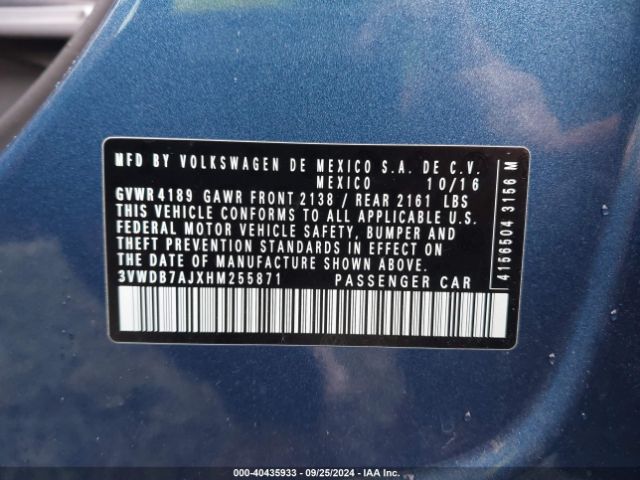 MFD BY VOLKSWAGEN DE MEXICO S.A. DE C.V.
MEXICO 10/16
GVWR 4189 GAWR FRONT 2138 / REAR 2161 LBS
THIS VEHICLE CONFORMS TO ALL APPLICABLE U.S.
FEDERAL MOTOR VEHICLE SAFETY, BUMPER, AND
THEFT PREVENTION STANDARDS IN EFFECT ON
THE DATE OF MANUFACTURE SHOWN ABOVE.
3VWDB7AJXHM255871 PASSENGER CAR
4156504 3156 M
000-40435933 - 09/25/2024 - IAA Inc.